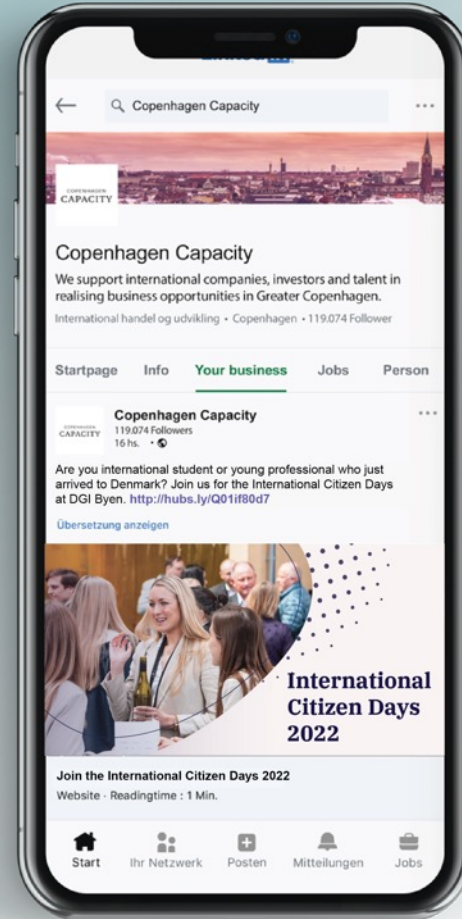 Copenhagen Capacity
COPENHAGEN
CAPACITY
Copenhagen Capacity
We support international companies, investors and talent in
realising business opportunities in Greater Copenhagen.
International handel og udvikling • Copenhagen • 119.074 Follower
Startpage Info Your business Jobs Person
COPENHAGEN
CAPACITY
Copenhagen Capacity
119.074 Followers
16 hs. •
Are you international student or young professional who just
arrived to Denmark? Join us for the International Citizen Days
at DGI Byen. http://hubs.ly/Q01if80d7
Übersetzung anzeigen
International
Citizen Days
2022
Join the International Citizen Days 2022
Website · Readingtime : 1 Min.
Start Ihr Netzwerk Posten Mitteilungen Jobs